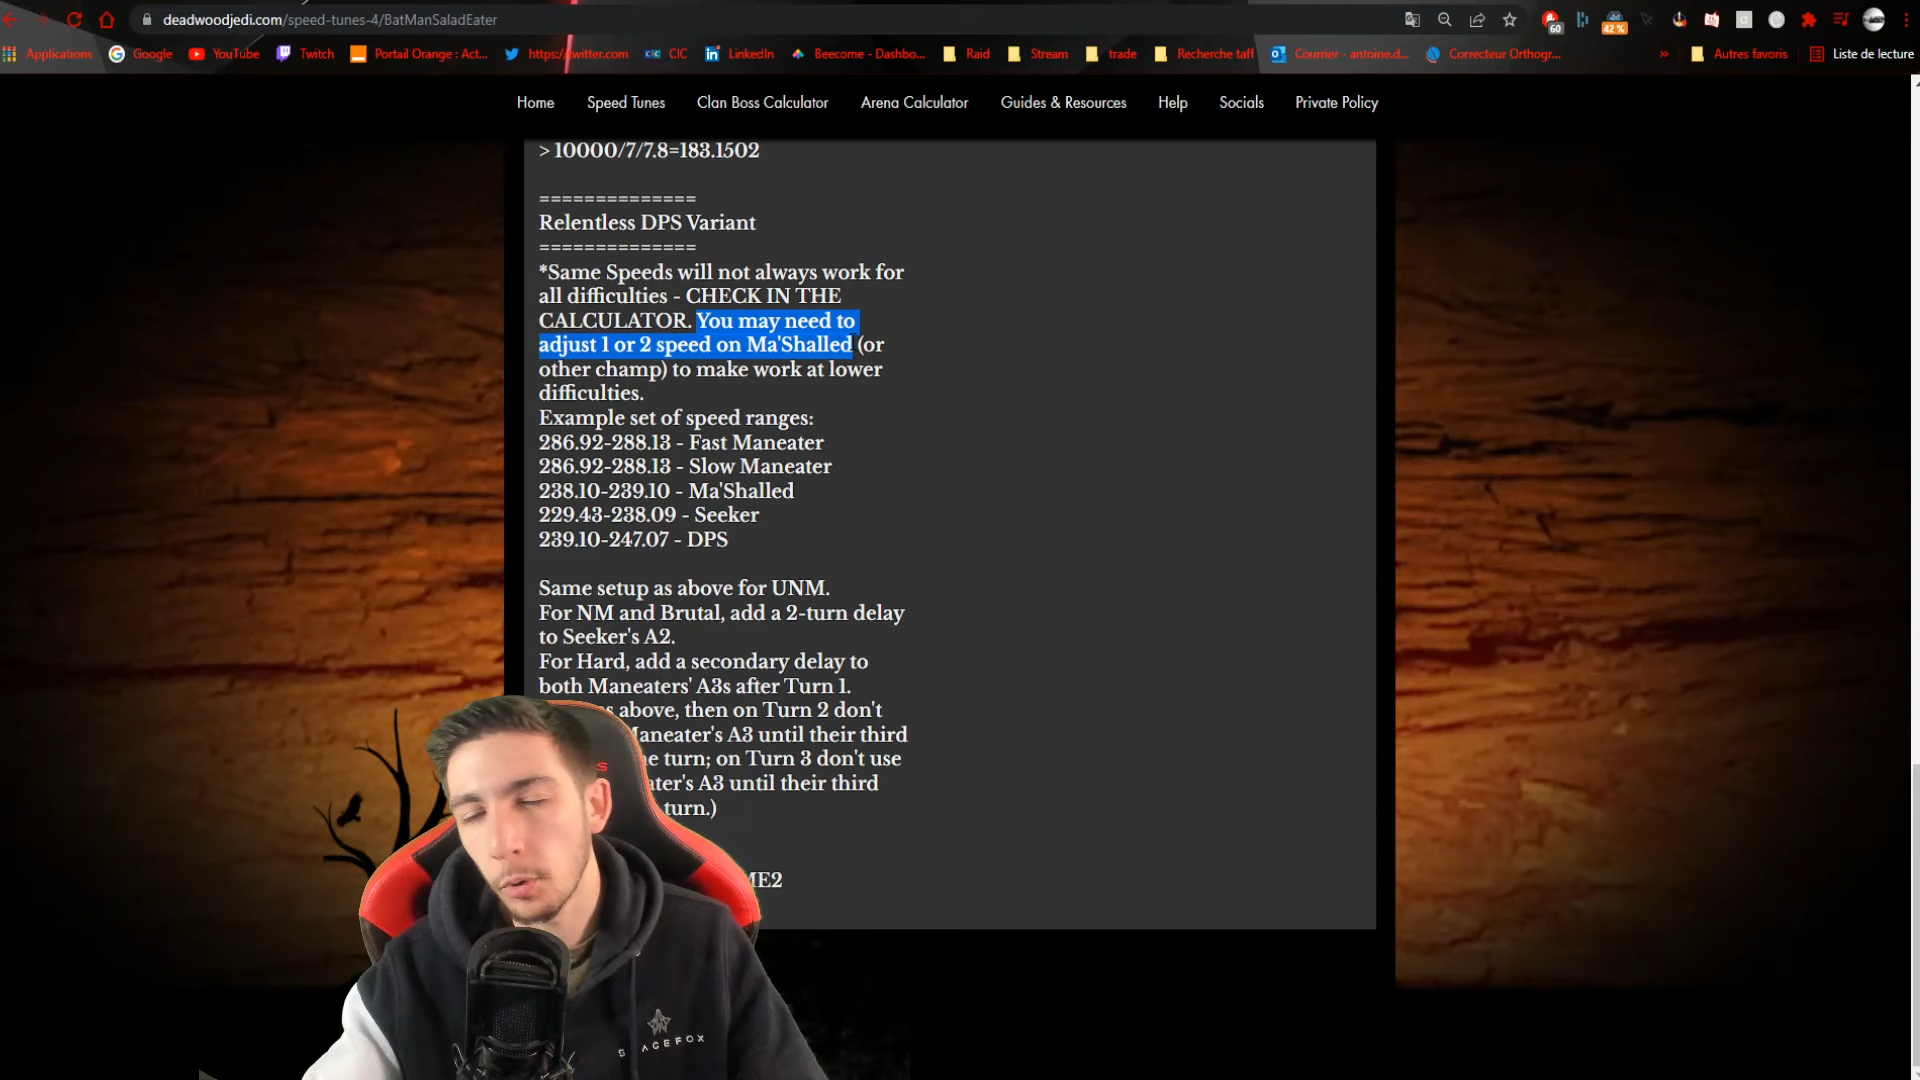 deadwoodjedi.com/speed-tunes-4/BatManSaladEater
60
42 %
Applications
Google
YouTube
Twitch
Portail Orange : Act...
https://twitter.com
CIC
LinkedIn
Beecome - Dashbo...
Raid
Stream
trade
Recherche taff
Courrier - antoine.d...
Correcteur Orthogr...
»
Autres favoris
Liste de lecture
Home
Speed Tunes
Clan Boss Calculator
Arena Calculator
Guides & Resources
Help
Socials
Private Policy
> 10000/7/7.8=183.1502
==============
Relentless DPS Variant
==============
*Same Speeds will not always work for
all difficulties - CHECK IN THE
CALCULATOR. You may need to
adjust 1 or 2 speed on Ma'Shalled (or
other champ) to make work at lower
difficulties.
Example set of speed ranges:
286.92-288.13 - Fast Maneater
286.92-288.13 - Slow Maneater
238.10-239.10 - Ma'Shalled
229.43-238.09 - Seeker
239.10-247.07 - DPS
Same setup as above for UNM.
For NM and Brutal, add a 2-turn delay
to Seeker's A2.
For Hard, add a secondary delay to
both Maneaters' A3s after Turn 1.
above, then on Turn 2 don't
Maneater's A3 until their third
turn; on Turn 3 don't use
A3 until their third
turn.)
ME2
SPACEFOX